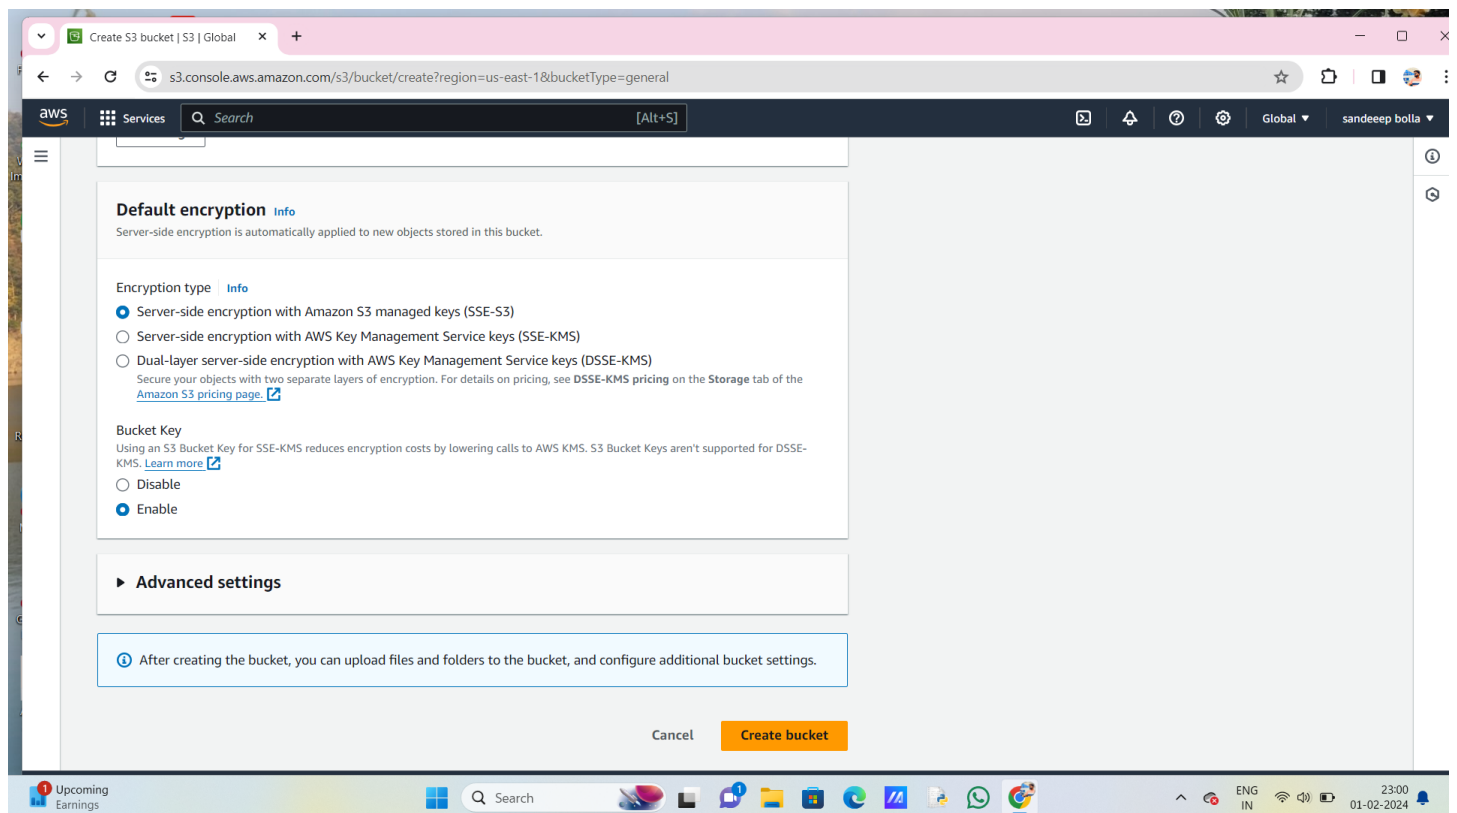 Create S3 bucket | S3 | Global
s3.console.aws.amazon.com/s3/bucket/create?region=us-east-1&bucketType=general
aws
Services
Search
[Alt+S]
Global
sandeeep bolla
Default encryption Info
Server-side encryption is automatically applied to new objects stored in this bucket.
Encryption type Info
Server-side encryption with Amazon S3 managed keys (SSE-S3)
Server-side encryption with AWS Key Management Service keys (SSE-KMS)
Dual-layer server-side encryption with AWS Key Management Service keys (DSSE-KMS)
Secure your objects with two separate layers of encryption. For details on pricing, see DSSE-KMS pricing on the Storage tab of the
Amazon S3 pricing page.
Bucket Key
Using an S3 Bucket Key for SSE-KMS reduces encryption costs by lowering calls to AWS KMS. S3 Bucket Keys aren't supported for DSSE-
KMS. Learn more
Disable
Enable
Advanced settings
After creating the bucket, you can upload files and folders to the bucket, and configure additional bucket settings.
Cancel
Create bucket
1
Upcoming
Earnings
Search
1
ENG
IN
23:00
01-02-2024